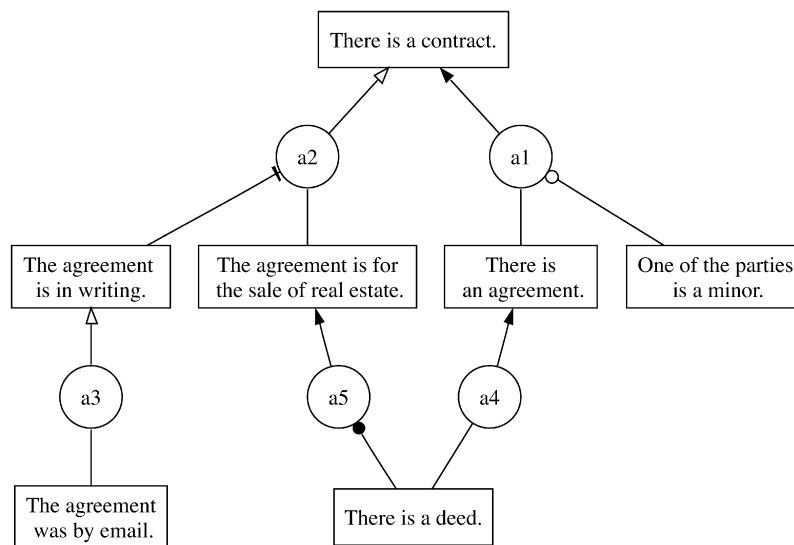 There is a contract.
a2
a1
The agreement
is in writing.
The agreement is for
the sale of real estate.
There is
an agreement.
One of the parties
is a minor.
a3
a5
a4
The agreement
was by email.
There is a deed.